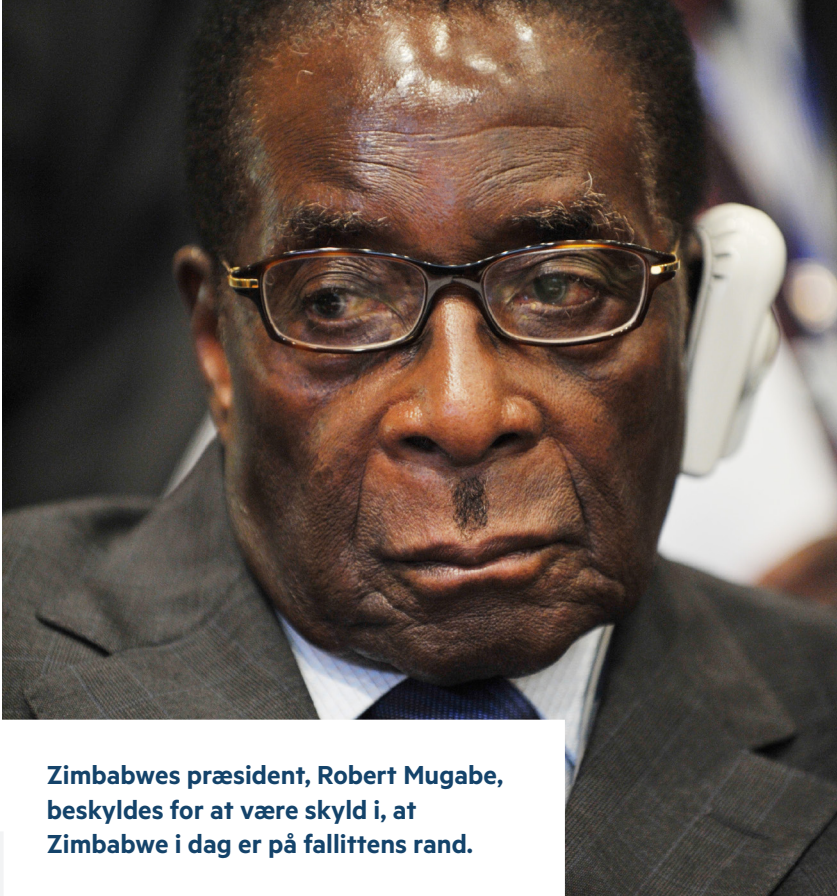 Zimbabwes præsident, Robert Mugabe,
beskyldes for at være skyld i, at
Zimbabwe i dag er på fallittens rand.